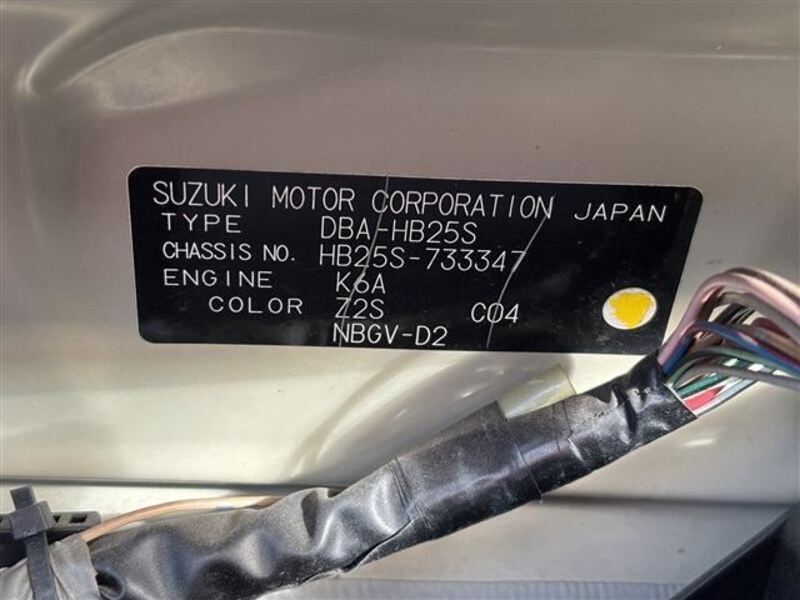 SUZUKI MOTOR CORPORATION JAPAN
TYPE DBA-HB25S
CHASSIS NO. HB25S-733347
ENGINE K6A
COLOR Z2S C04
NBGV-D2